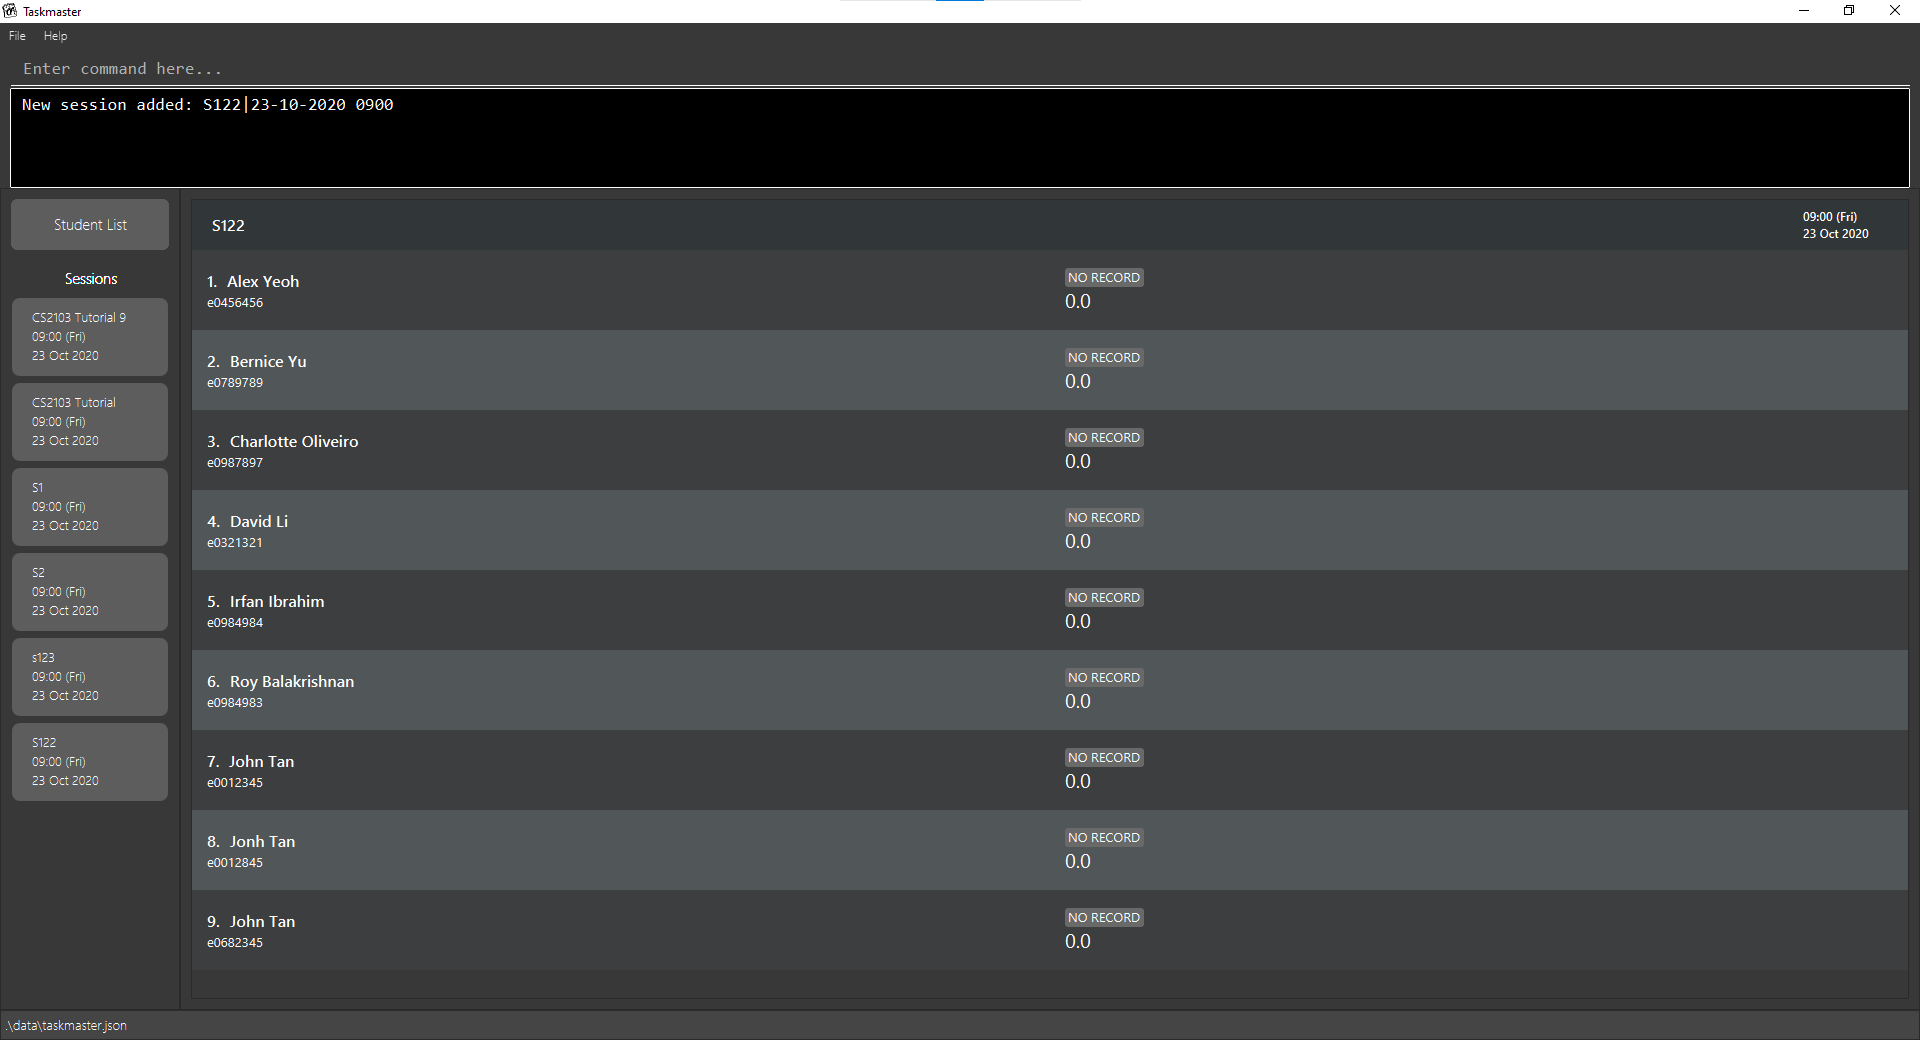 Taskmaster
File Help
Enter command here...
New session added: S122|23-10-2020 0900
Student List
Sessions
CS2103 Tutorial 9
09:00 (Fri)
23 Oct 2020
CS2103 Tutorial
09:00 (Fri)
23 Oct 2020
S1
09:00 (Fri)
23 Oct 2020
S2
09:00 (Fri)
23 Oct 2020
s123
09:00 (Fri)
23 Oct 2020
S122
09:00 (Fri)
23 Oct 2020
S122
09:00 (Fri)
23 Oct 2020
1. Alex Yeoh
e0456456
NO RECORD
0.0
2. Bernice Yu
e0789789
NO RECORD
0.0
3. Charlotte Oliveiro
e0987897
NO RECORD
0.0
4. David Li
e0321321
NO RECORD
0.0
5. Irfan Ibrahim
e0984984
NO RECORD
0.0
6. Roy Balakrishnan
e0984983
NO RECORD
0.0
7. John Tan
e0012345
NO RECORD
0.0
8. Jonh Tan
e0012845
NO RECORD
0.0
9. John Tan
e0682345
NO RECORD
0.0
.\data\taskmaster.json